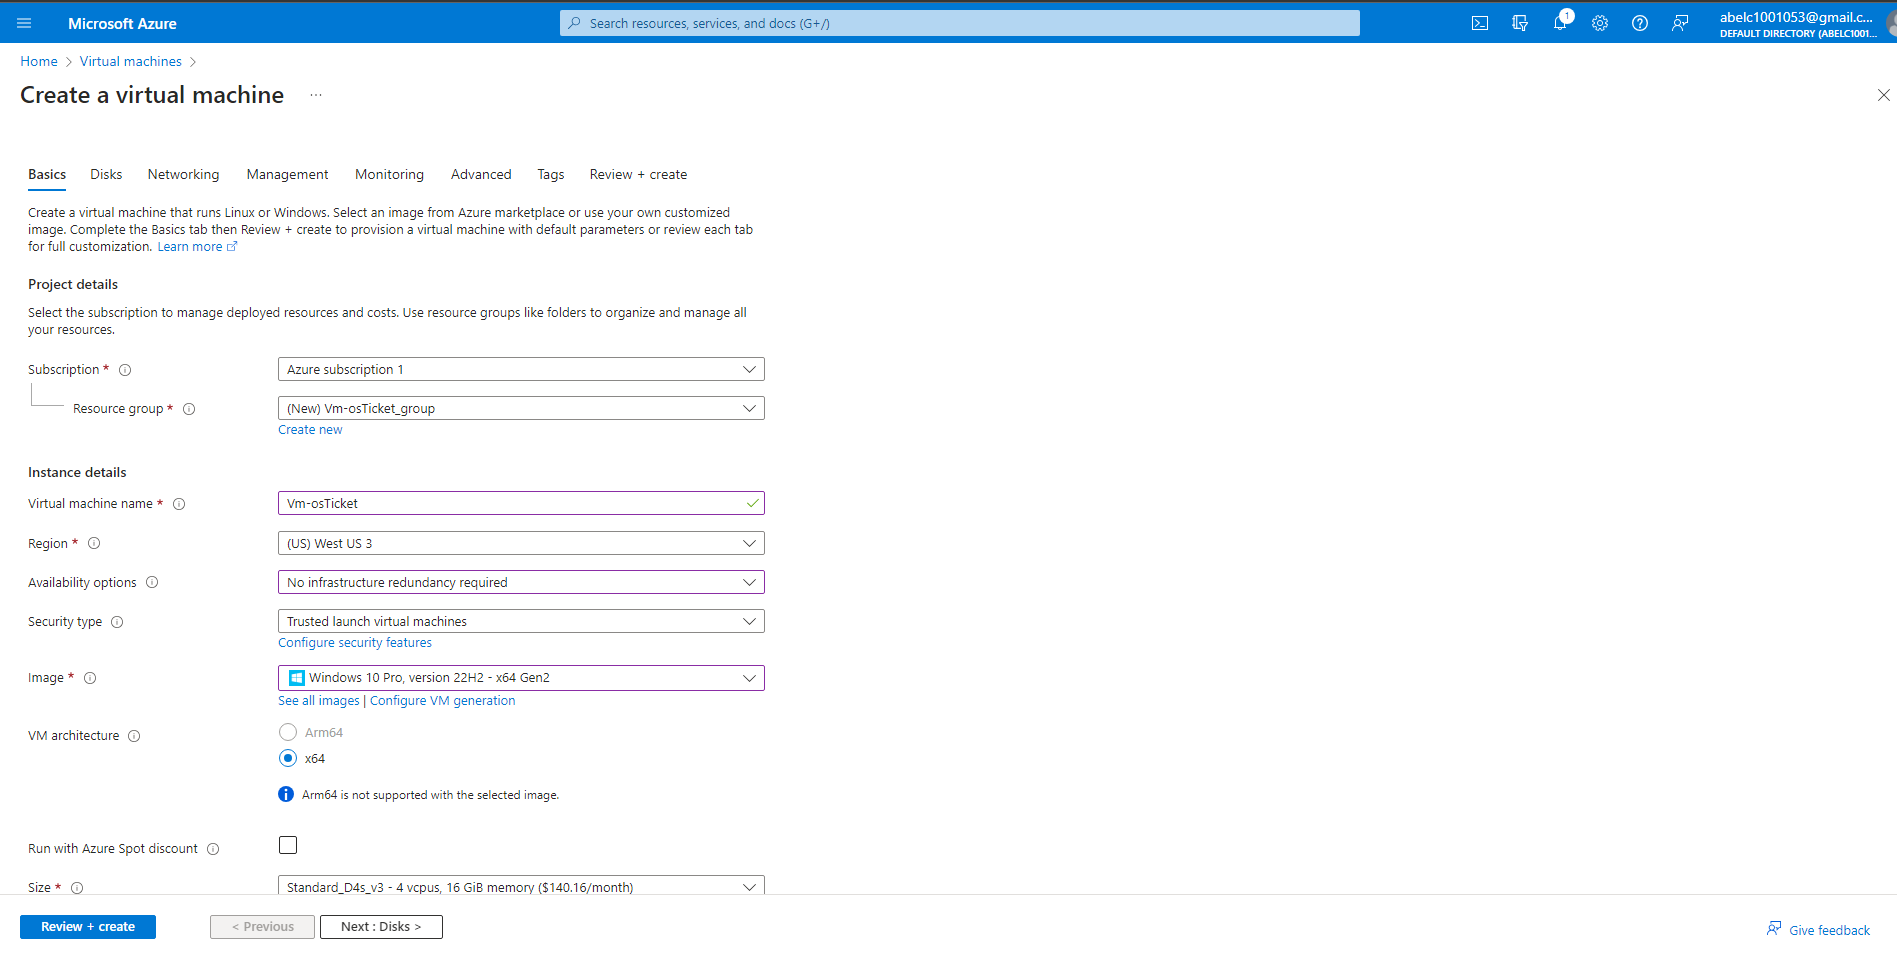 Microsoft Azure
Search resources, services, and docs (G+/)
1
abelc1001053@gmail.c...
DEFAULT DIRECTORY (ABELC1001...
Home > Virtual machines >
Create a virtual machine ...
Basics Disks Networking Management Monitoring Advanced Tags Review + create
Create a virtual machine that runs Linux or Windows. Select an image from Azure marketplace or use your own customized
image. Complete the Basics tab then Review + create to provision a virtual machine with default parameters or review each tab
for full customization. Learn more
Project details
Select the subscription to manage deployed resources and costs. Use resource groups like folders to organize and manage all
your resources.
Subscription * Azure subscription 1
Resource group * (New) Vm-osTicket_group
Create new
Instance details
Virtual machine name * Vm-osTicket
Region * (US) West US 3
Availability options No infrastructure redundancy required
Security type Trusted launch virtual machines
Configure security features
Image * Windows 10 Pro, version 22H2 - x64 Gen2
See all images | Configure VM generation
VM architecture Arm64
x64
Arm64 is not supported with the selected image.
Run with Azure Spot discount
Size * Standard_D4s_v3 - 4 vcpus, 16 GiB memory ($140.16/month)
Review + create < Previous Next : Disks > Give feedback